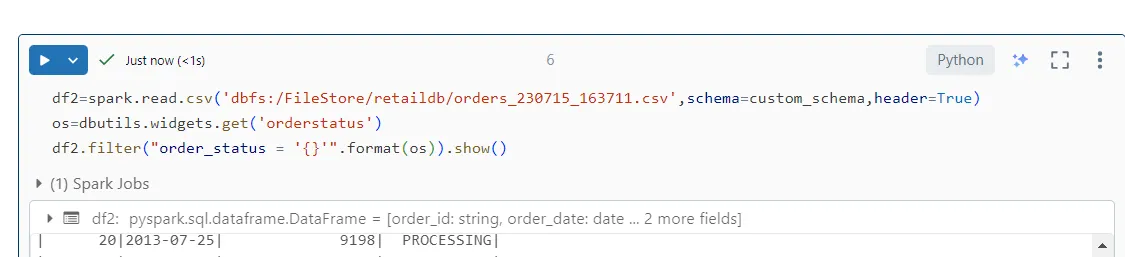 Just now (<1s)
6
Python
df2=spark.read.csv('dbfs:/FileStore/retaildb/orders_230715_163711.csv',schema=custom_schema,header=True)
os=dbutils.widgets.get('orderstatus')
df2.filter("order_status = '{}'".format(os)).show()
(1) Spark Jobs
df2: pyspark.sql.dataframe.DataFrame = [order_id: string, order_date: date ... 2 more fields]
| 20|2013-07-25| 9198| PROCESSING|